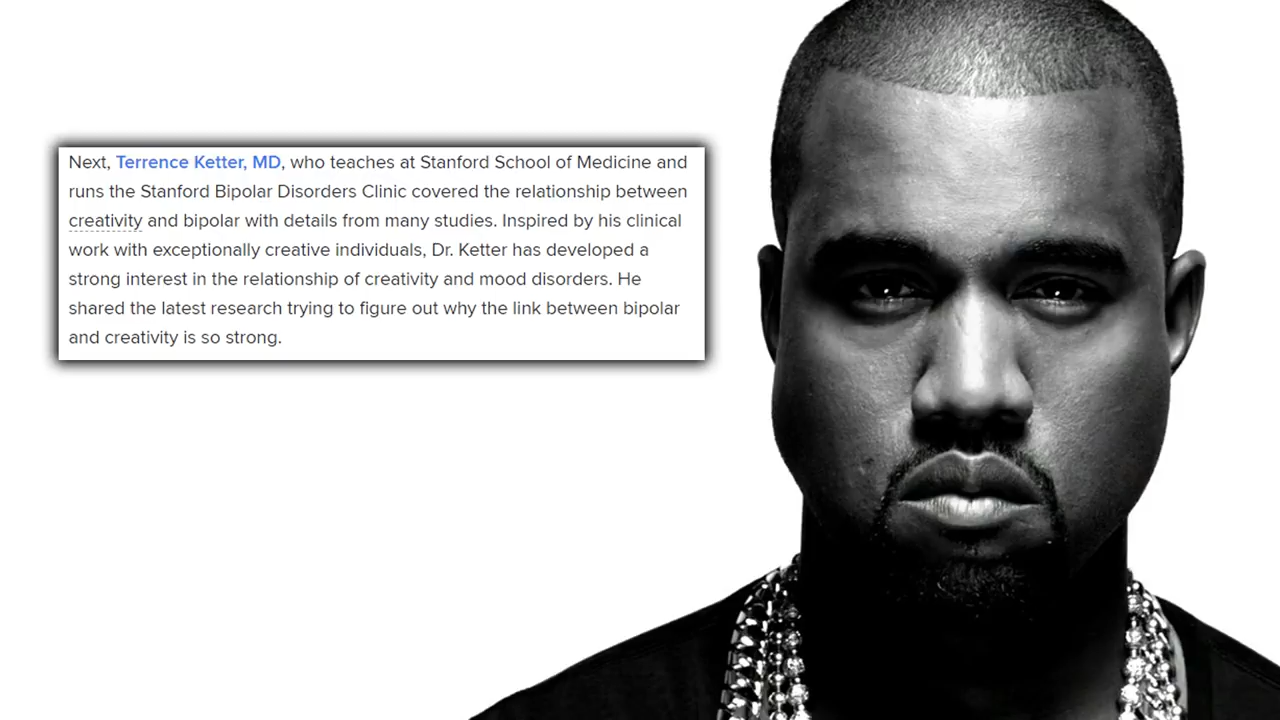 Next, Terrence Ketter, MD, who teaches at Stanford School of Medicine and
runs the Stanford Bipolar Disorders Clinic covered the relationship between
creativity and bipolar with details from many studies. Inspired by his clinical
work with exceptionally creative individuals, Dr. Ketter has developed a
strong interest in the relationship of creativity and mood disorders. He
shared the latest research trying to figure out why the link between bipolar
and creativity is so strong.